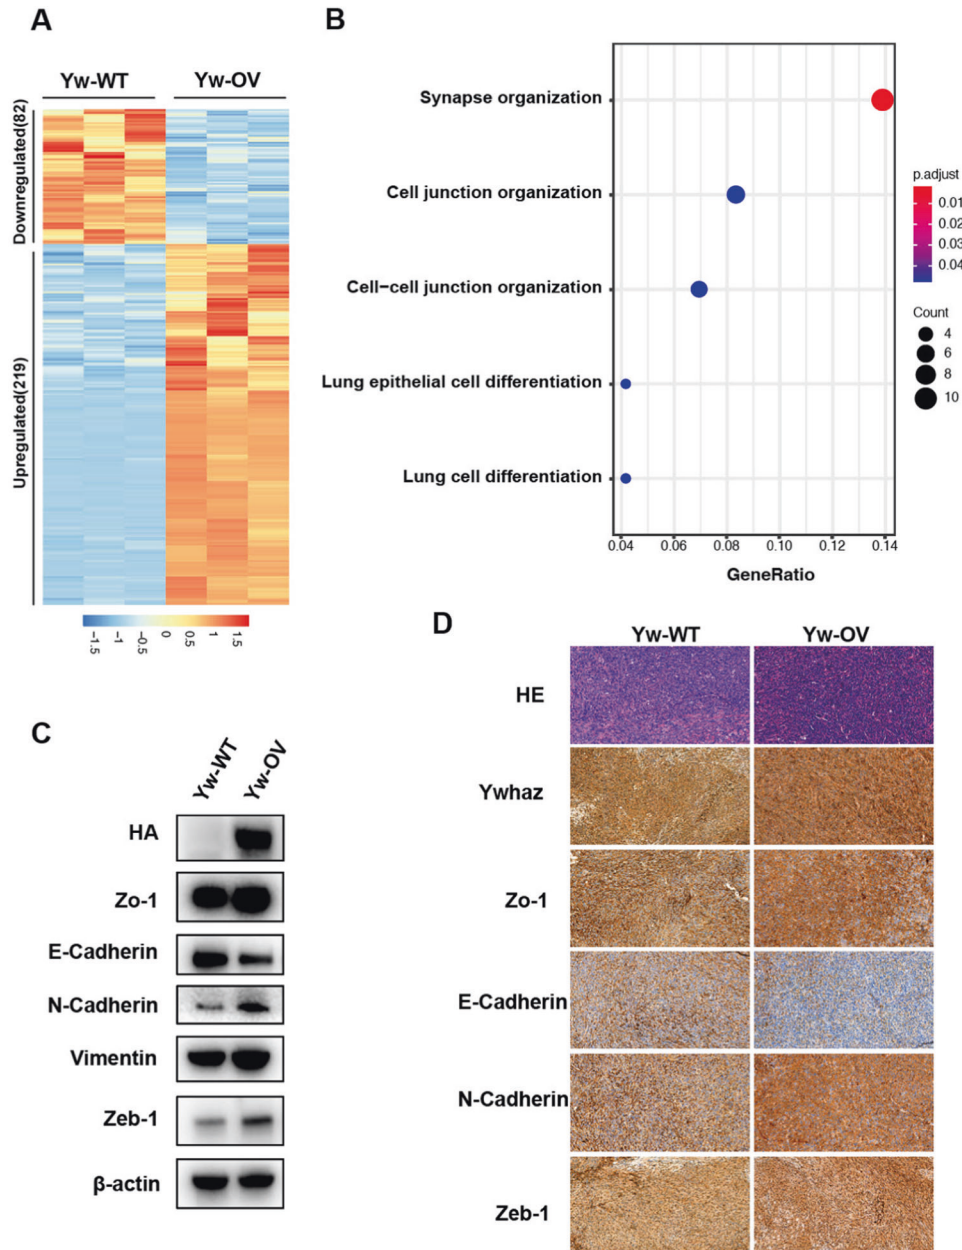 A
Yw-WT Yw-OV
Downregulated(82)
Upregulated(219)
-1.5 -1 -0.5 0 0.5 1 1.5
B
Synapse organization
Cell junction organization
Cell-cell junction organization
Lung epithelial cell differentiation
Lung cell differentiation
0.04 0.06 0.08 0.10 0.12 0.14
GeneRatio
p.adjust
0.01
0.02
0.03
0.04
Count
4
6
8
10
C
Yw-WT Yw-OV
HA
Zo-1
E-Cadherin
N-Cadherin
Vimentin
Zeb-1
β-actin
D
Yw-WT Yw-OV
HE
Ywhaz
Zo-1
E-Cadherin
N-Cadherin
Zeb-1